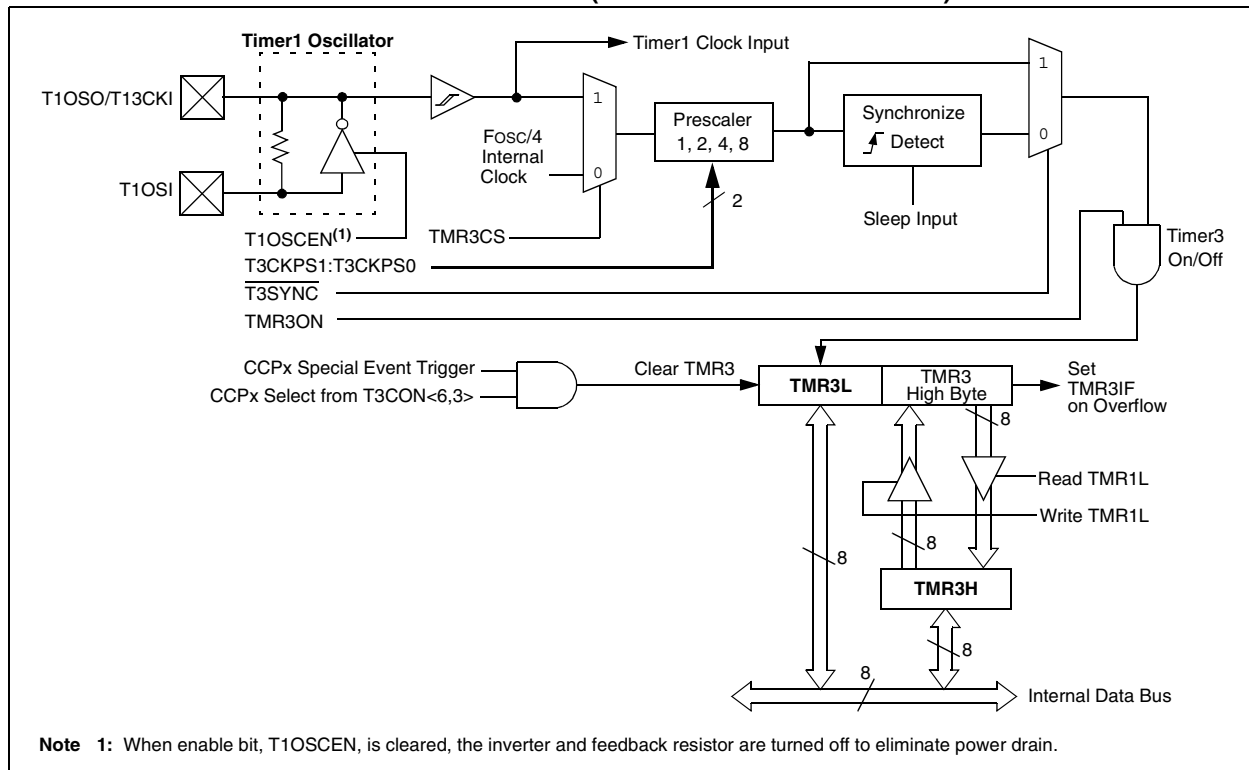 Timer1 Oscillator
Timer1 Clock Input
T1OSO/T13CKI
T1OSI
1
0
FOSC/4
Internal
Clock
Prescaler
1, 2, 4, 8
2
Synchronize
Detect
Sleep Input
1
0
T1OSCEN(1)
TMR3CS
T3CKPS1:T3CKPS0
T3SYNC
TMR3ON
Timer3
On/Off
CCPx Special Event Trigger
CCPx Select from T3CON<6,3>
Clear TMR3
TMR3L
TMR3
High Byte
Set
TMR3IF
on Overflow
8
Read TMR1L
Write TMR1L
8
8
TMR3H
8
8
Internal Data Bus
Note 1: When enable bit, T1OSCEN, is cleared, the inverter and feedback resistor are turned off to eliminate power drain.